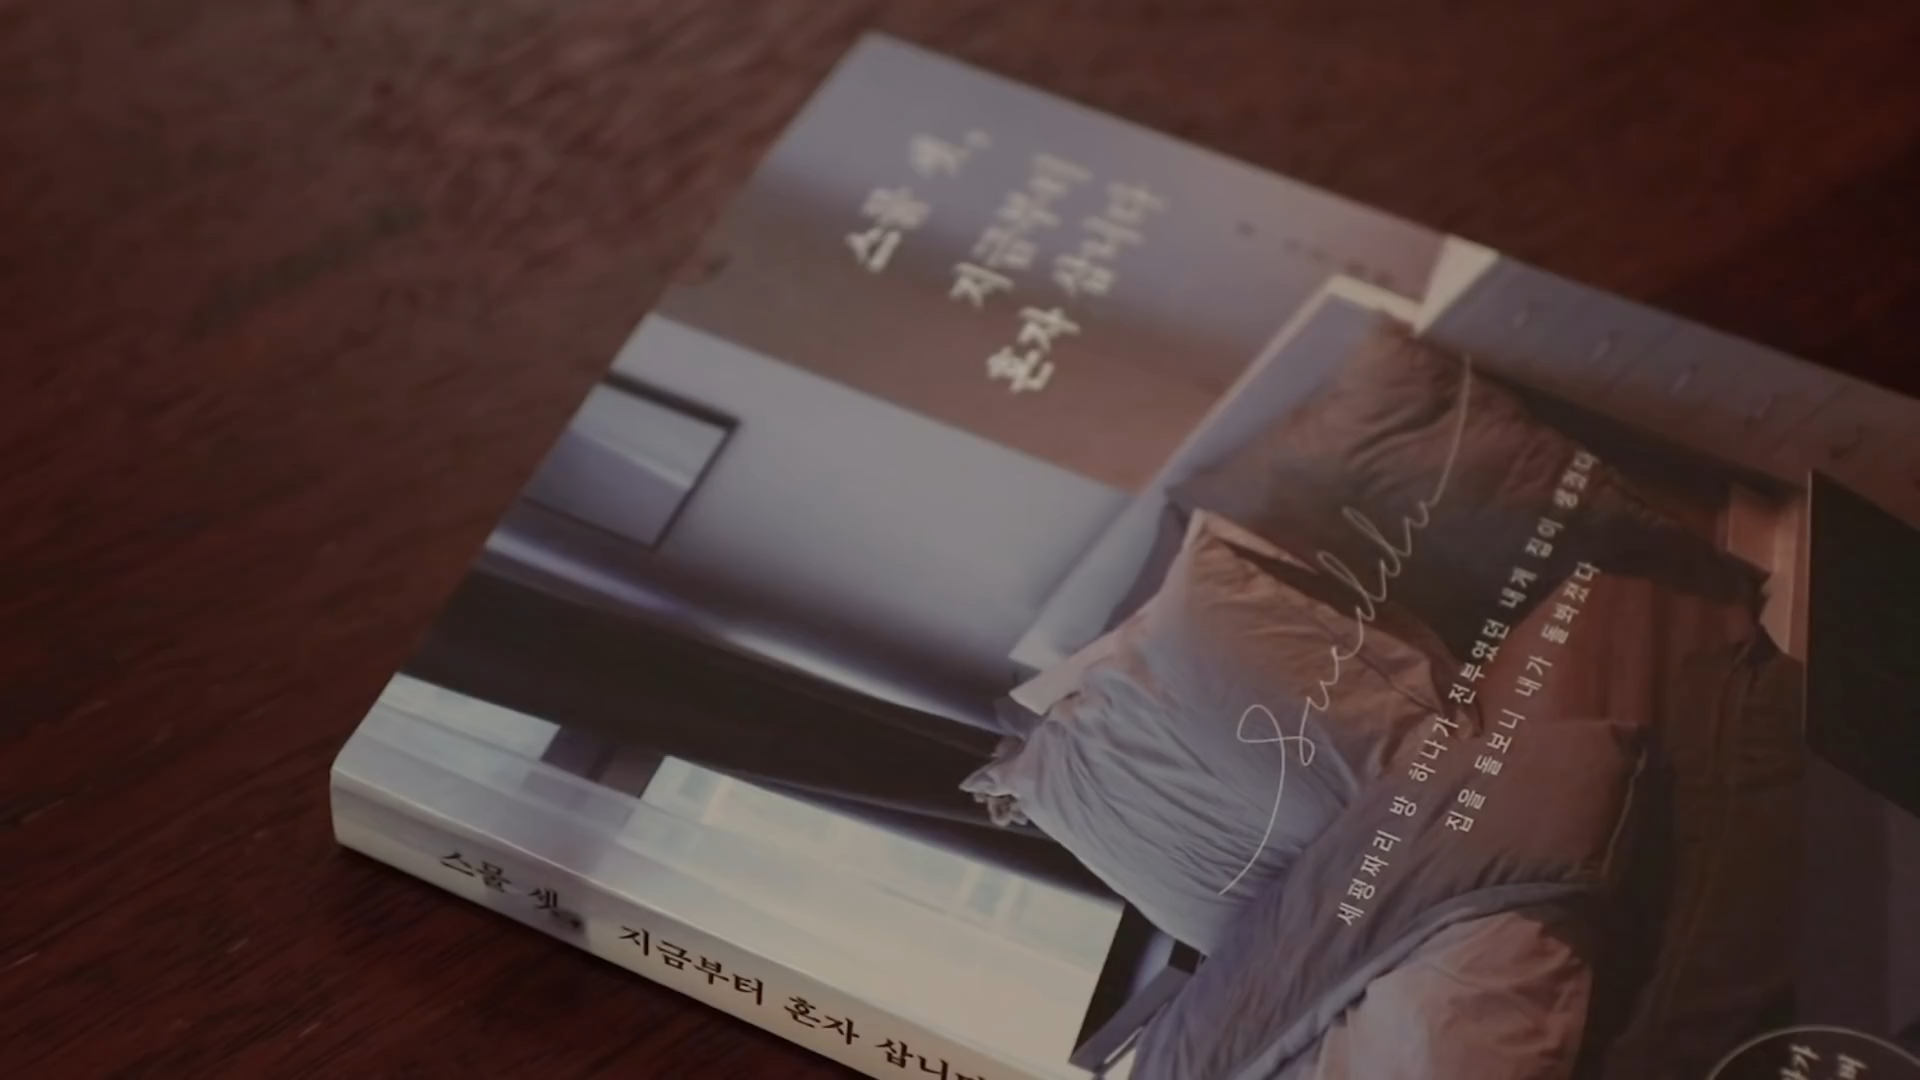 스물 셋,
지금부터
혼자 삽니다
sueddu
세평짜리 방 하나가 전부였던 내게 집이 생겼다
집을 돌보니 내가 돌봐졌다
스물 셋, 지금부터 혼자 삽니다